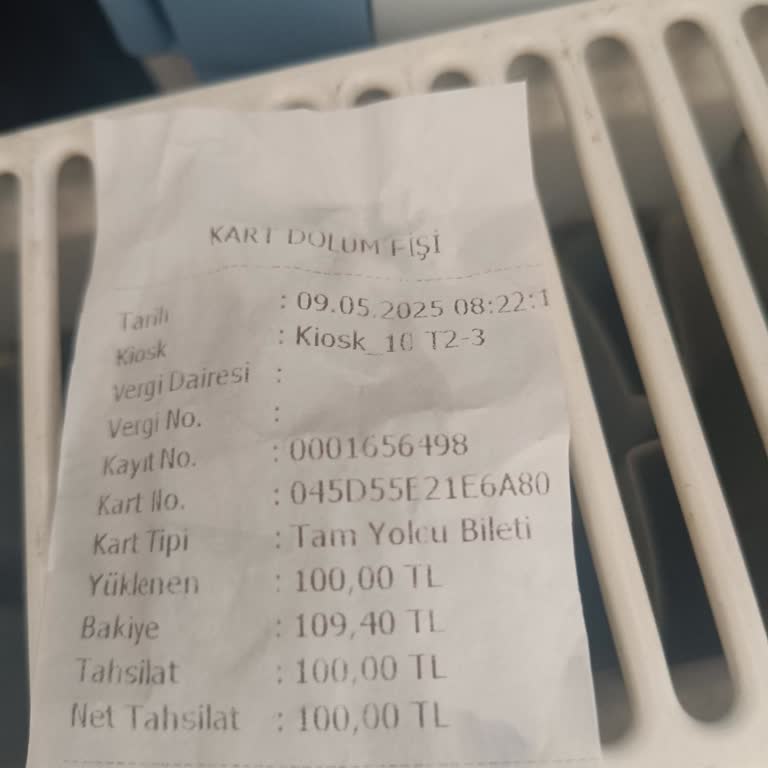 KART DOLUM FİŞİ
Tarih : 09.05.2025 08:22:1
Kiosk : Kiosk_10 T2-3
Vergi Dairesi :
Vergi No. :
Kayıt No. : 0001656498
Kart No. : 045D55E21E6A80
Kart Tipi : Tam Yolcu Bileti
Yüklenen : 100,00 TL
Bakiye : 109,40 TL
Tahsilat : 100,00 TL
Net Tahsilat : 100,00 TL